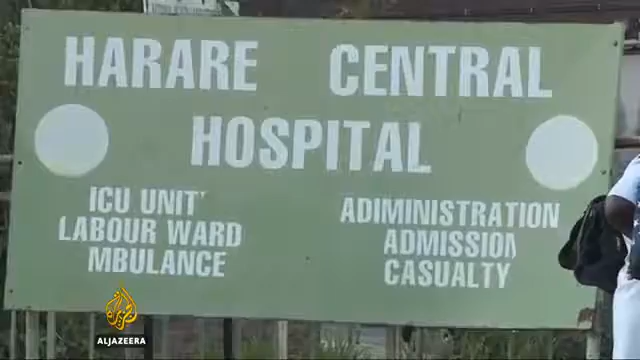 HARARE CENTRAL
HOSPITAL
ICU UNIT
LABOUR WARD
MBULANCE
ADIMINISTRATION
ADMISSION
CASUALTY
ALJAZEERA